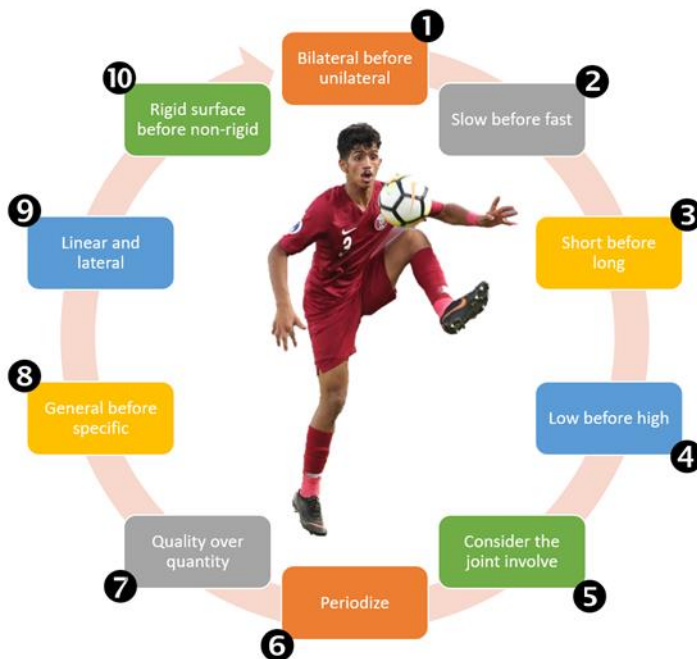 1
Bilateral before
unilateral
2
Slow before fast
3
Short before
long
4
Low before high
5
Consider the
joint involve
6
Periodize
7
Quality over
quantity
8
General before
specific
9
Linear and
lateral
10
Rigid surface
before non-rigid
2